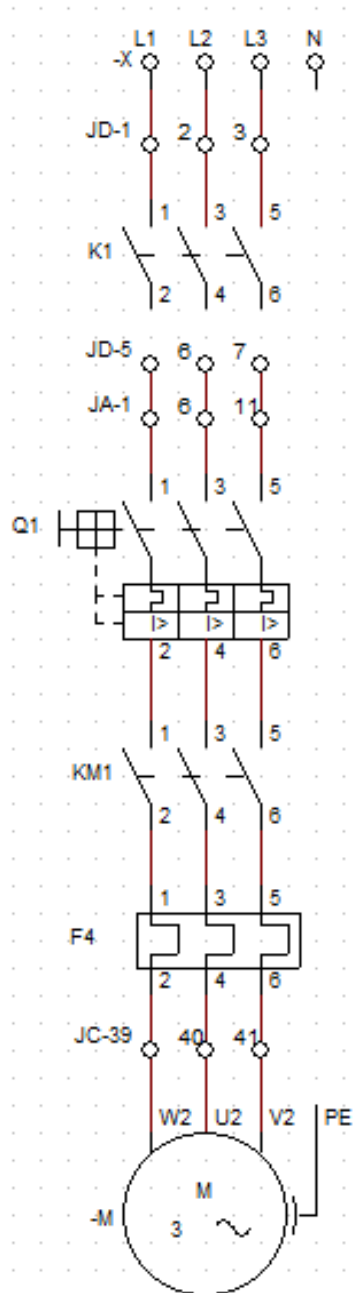 L1 L2 L3 N
-X
JD-1 2 3
1 3 5
K1
2 4 6
JD-5 6 7
JA-1 6 11
1 3 5
Q1
I> I> I>
2 4 6
1 3 5
KM1
2 4 6
1 3 5
F4
2 4 6
JC-39 40 41
W2 U2 V2 PE
M
-M 3